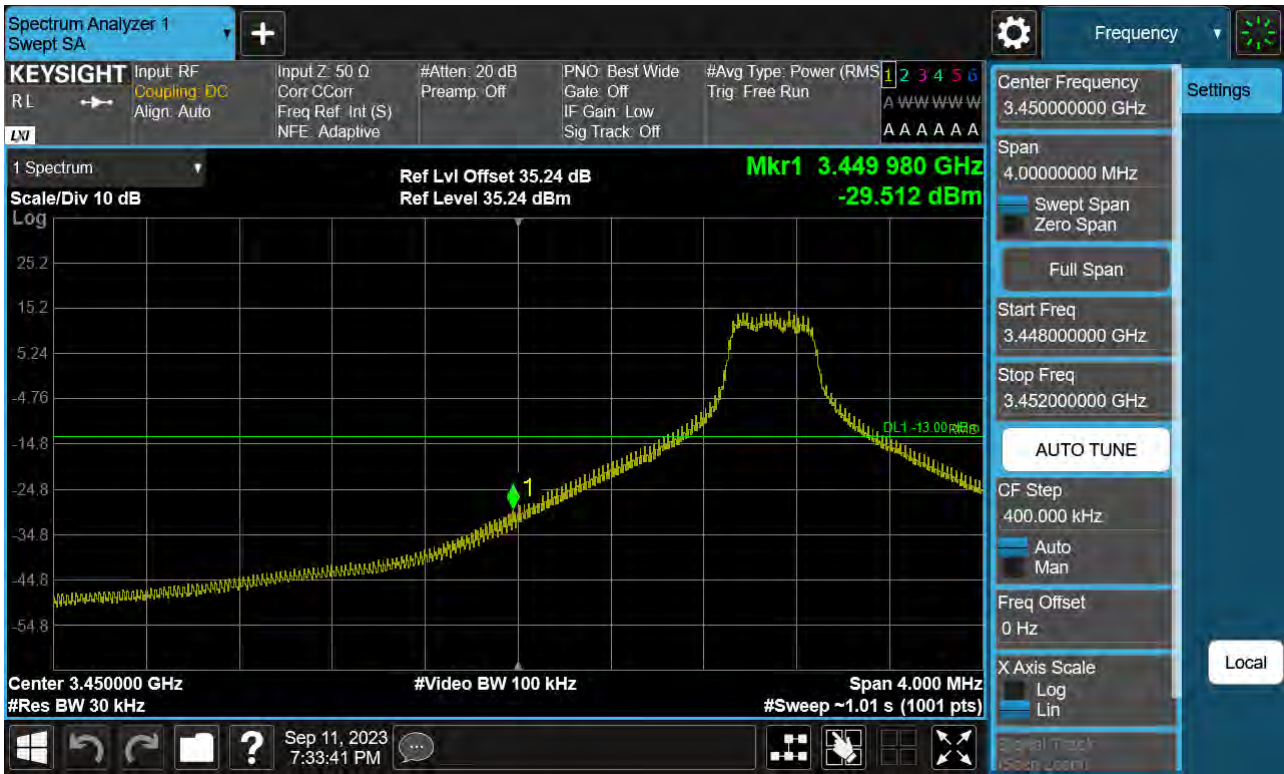 Spectrum Analyzer 1
Swept SA
+
Frequency
KEYSIGHT
RL
LXI
Input: RF
Coupling: DC
Align: Auto
Input Z: 50 Ω
Corr CCorr
Freq Ref: Int (S)
NFE: Adaptive
#Atten: 20 dB
Preamp: Off
PNO: Best Wide
Gate: Off
IF Gain: Low
Sig Track: Off
#Avg Type: Power (RMS
Trig: Free Run
1 2 3 4 5 6
A W W W W W
A A A A A A
1 Spectrum
Scale/Div 10 dB
Log
Ref Lvl Offset 35.24 dB
Ref Level 35.24 dBm
Mkr1 3.449 980 GHz
-29.512 dBm
25.2
15.2
5.24
-4.76
-14.8
-24.8
-34.8
-44.8
-54.8
DL1 -13.00 dBm
RMS
1
Center 3.450000 GHz
#Res BW 30 kHz
#Video BW 100 kHz
Span 4.000 MHz
#Sweep ~1.01 s (1001 pts)
Center Frequency
3.450000000 GHz
Settings
Span
4.00000000 MHz
Swept Span
Zero Span
Full Span
Start Freq
3.448000000 GHz
Stop Freq
3.452000000 GHz
AUTO TUNE
CF Step
400.000 kHz
Auto
Man
Freq Offset
0 Hz
X Axis Scale
Log
Lin
Signal Track
(Span Zoom)
Local
?
Sep 11, 2023
7:33:41 PM